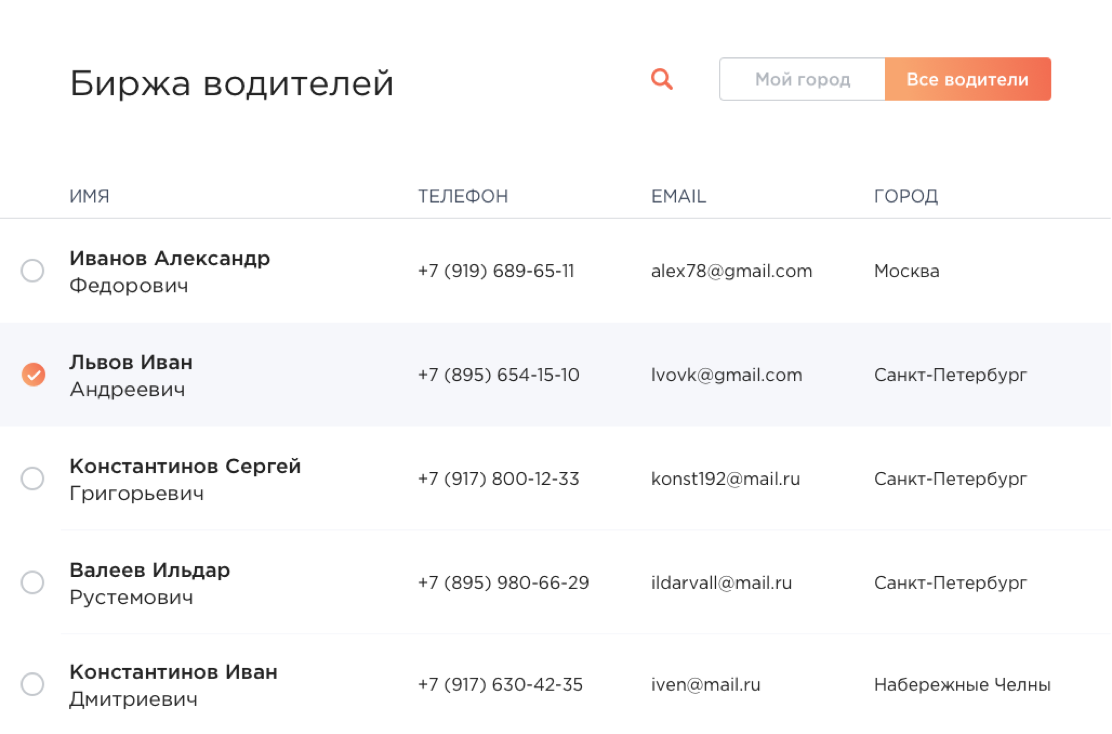 Биржа водителей
Мой город
Все водители
ИМЯ ТЕЛЕФОН EMAIL ГОРОД
Иванов Александр
Федорович
+7 (919) 689-65-11
alex78@gmail.com
Москва
Львов Иван
Андреевич
+7 (895) 654-15-10
lvovk@gmail.com
Санкт-Петербург
Константинов Сергей
Григорьевич
+7 (917) 800-12-33
konst192@mail.ru
Санкт-Петербург
Валеев Ильдар
Рустемович
+7 (895) 980-66-29
ildarvall@mail.ru
Санкт-Петербург
Константинов Иван
Дмитриевич
+7 (917) 630-42-35
iven@mail.ru
Набережные Челны